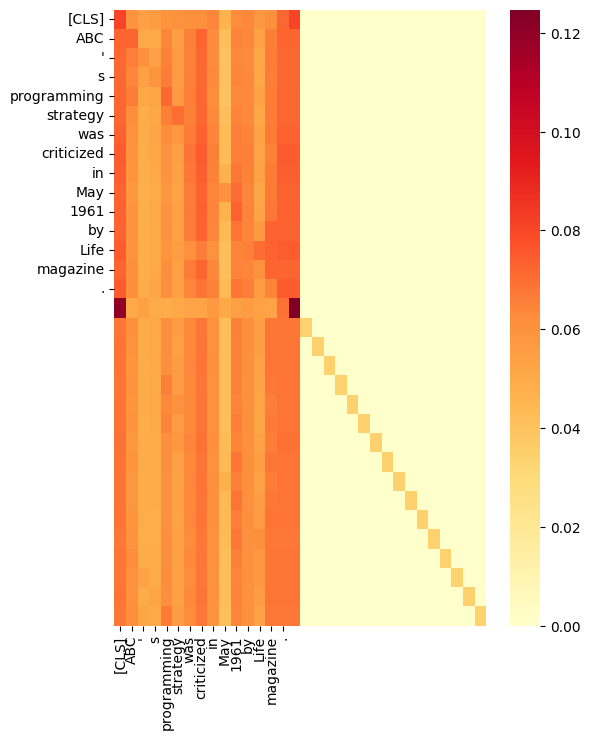 [CLS]
ABC
'
s
programming
strategy
was
criticized
in
May
1961
by
Life
magazine
.
0.12
0.10
0.08
0.06
0.04
0.02
0.00
[CLS]
ABC
'
s
programming
strategy
was
criticized
in
May
1961
by
Life
magazine
.